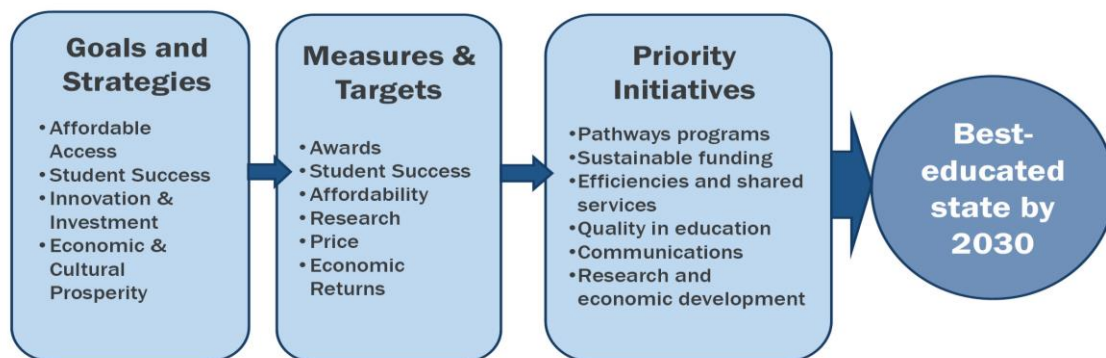 Goals and
Strategies
• Affordable
Access
• Student Success
• Innovation &
Investment
• Economic &
Cultural
Prosperity
Measures &
Targets
• Awards
• Student Success
• Affordability
• Research
• Price
• Economic
Returns
Priority
Initiatives
• Pathways programs
• Sustainable funding
• Efficiencies and shared
services
• Quality in education
• Communications
• Research and
economic development
Best-
educated
state by
2030